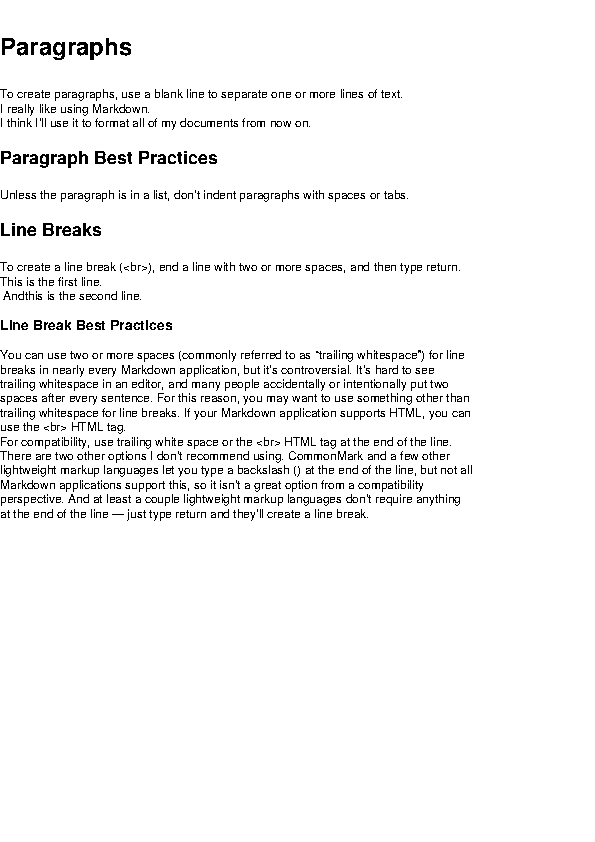 Paragraphs
To create paragraphs, use a blank line to separate one or more lines of text.
I really like using Markdown.
I think I’ll use it to format all of my documents from now on.
Paragraph Best Practices
Unless the paragraph is in a list, don’t indent paragraphs with spaces or tabs.
Line Breaks
To create a line break (<br>), end a line with two or more spaces, and then type return.
This is the first line.
Andthis is the second line.
Line Break Best Practices
You can use two or more spaces (commonly referred to as “trailing whitespace”) for line
breaks in nearly every Markdown application, but it’s controversial. It’s hard to see
trailing whitespace in an editor, and many people accidentally or intentionally put two
spaces after every sentence. For this reason, you may want to use something other than
trailing whitespace for line breaks. If your Markdown application supports HTML, you can
use the <br> HTML tag.
For compatibility, use trailing white space or the <br> HTML tag at the end of the line.
There are two other options I don’t recommend using. CommonMark and a few other
lightweight markup languages let you type a backslash () at the end of the line, but not all
Markdown applications support this, so it isn’t a great option from a compatibility
perspective. And at least a couple lightweight markup languages don’t require anything
at the end of the line — just type return and they’ll create a line break.